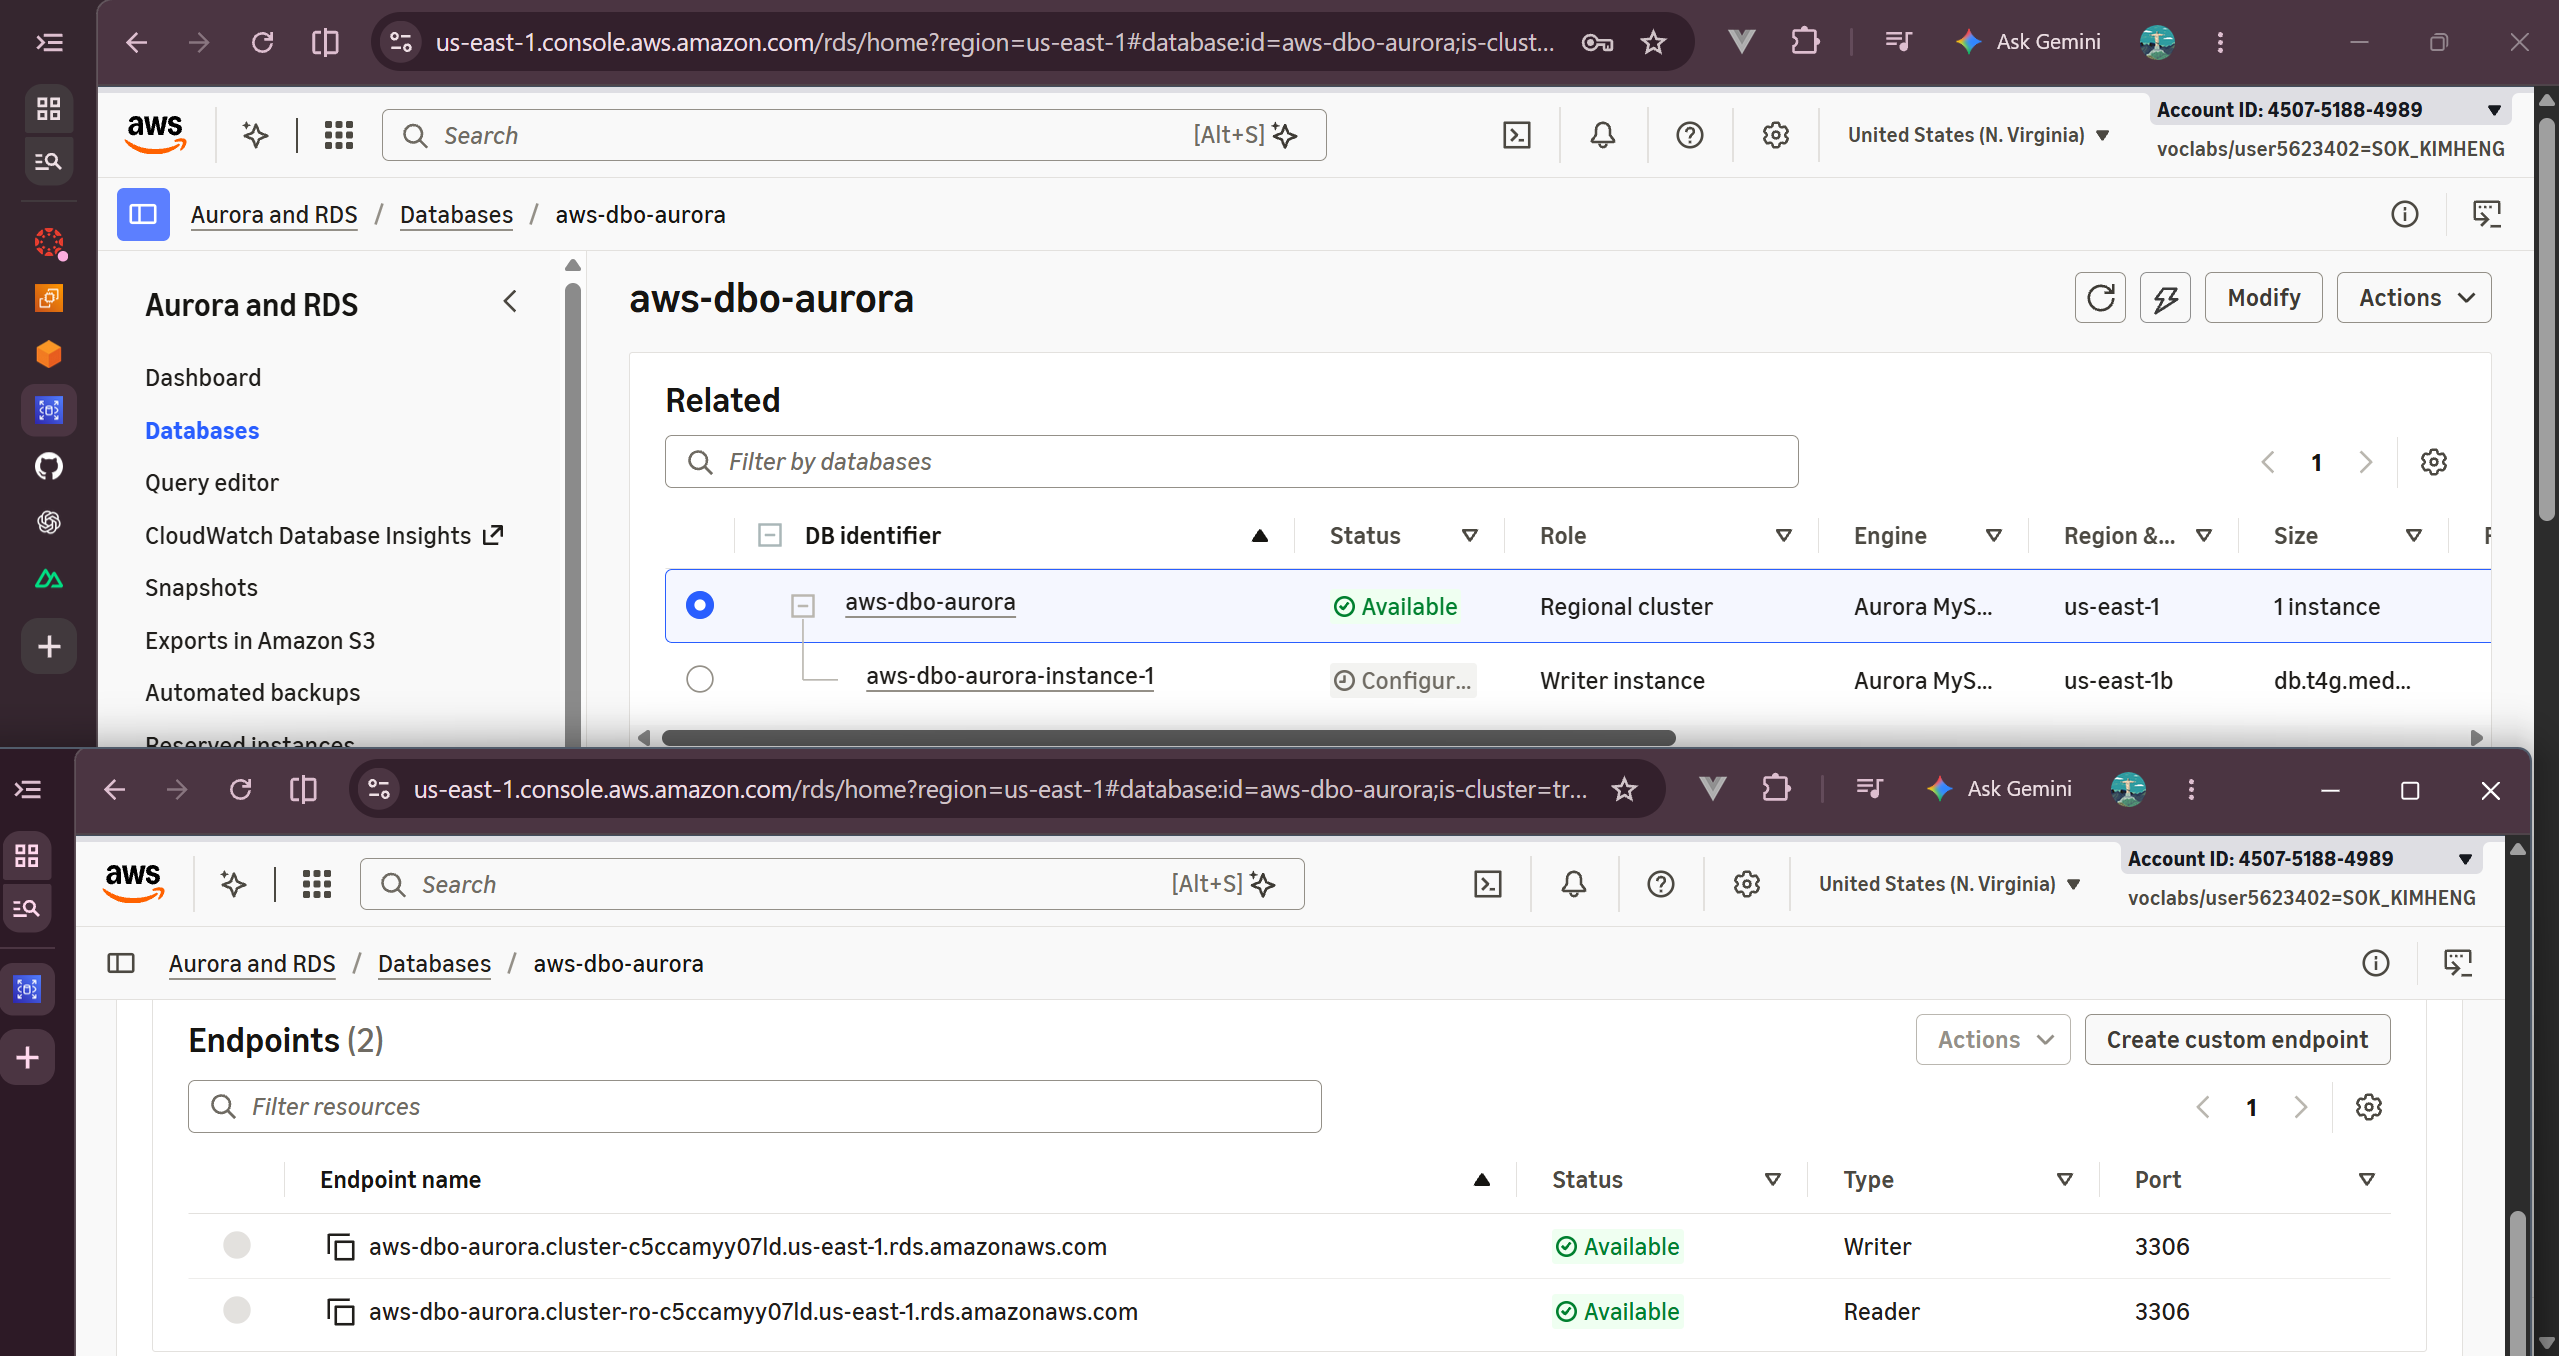 us-east-1.console.aws.amazon.com/rds/home?region=us-east-1#database:id=aws-dbo-aurora;is-clust...
Ask Gemini
aws
Search
[Alt+S]
United States (N. Virginia)
Account ID: 4507-5188-4989
voclabs/user5623402=SOK_KIMHENG
Aurora and RDS / Databases / aws-dbo-aurora
Aurora and RDS
Dashboard
Databases
Query editor
CloudWatch Database Insights
Snapshots
Exports in Amazon S3
Automated backups
Reserved instances
aws-dbo-aurora
Modify
Actions
Related
Filter by databases
1
DB identifier Status Role Engine Region &... Size
aws-dbo-aurora Available Regional cluster Aurora MyS... us-east-1 1 instance
aws-dbo-aurora-instance-1 Configur... Writer instance Aurora MyS... us-east-1b db.t4g.med...
us-east-1.console.aws.amazon.com/rds/home?region=us-east-1#database:id=aws-dbo-aurora;is-cluster=tr...
Ask Gemini
aws
Search
[Alt+S]
United States (N. Virginia)
Account ID: 4507-5188-4989
voclabs/user5623402=SOK_KIMHENG
Aurora and RDS / Databases / aws-dbo-aurora
Endpoints (2)
Actions
Create custom endpoint
Filter resources
1
Endpoint name Status Type Port
aws-dbo-aurora.cluster-c5ccamyy07ld.us-east-1.rds.amazonaws.com Available Writer 3306
aws-dbo-aurora.cluster-ro-c5ccamyy07ld.us-east-1.rds.amazonaws.com Available Reader 3306